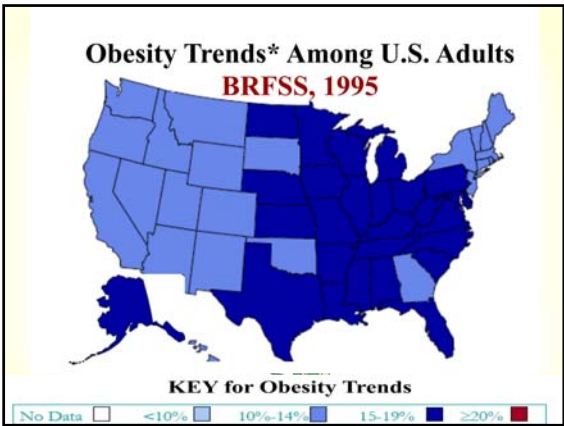 Obesity Trends* Among U.S. Adults
BRFSS, 1995
KEY for Obesity Trends
No Data <10% 10%-14% 15-19% ≥20%